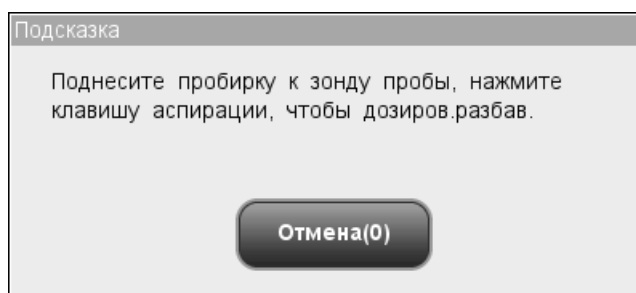 Подсказка
Поднесите пробирку к зонду пробы, нажмите
клавишу аспирации, чтобы дозиров.разбав.
Отмена(0)